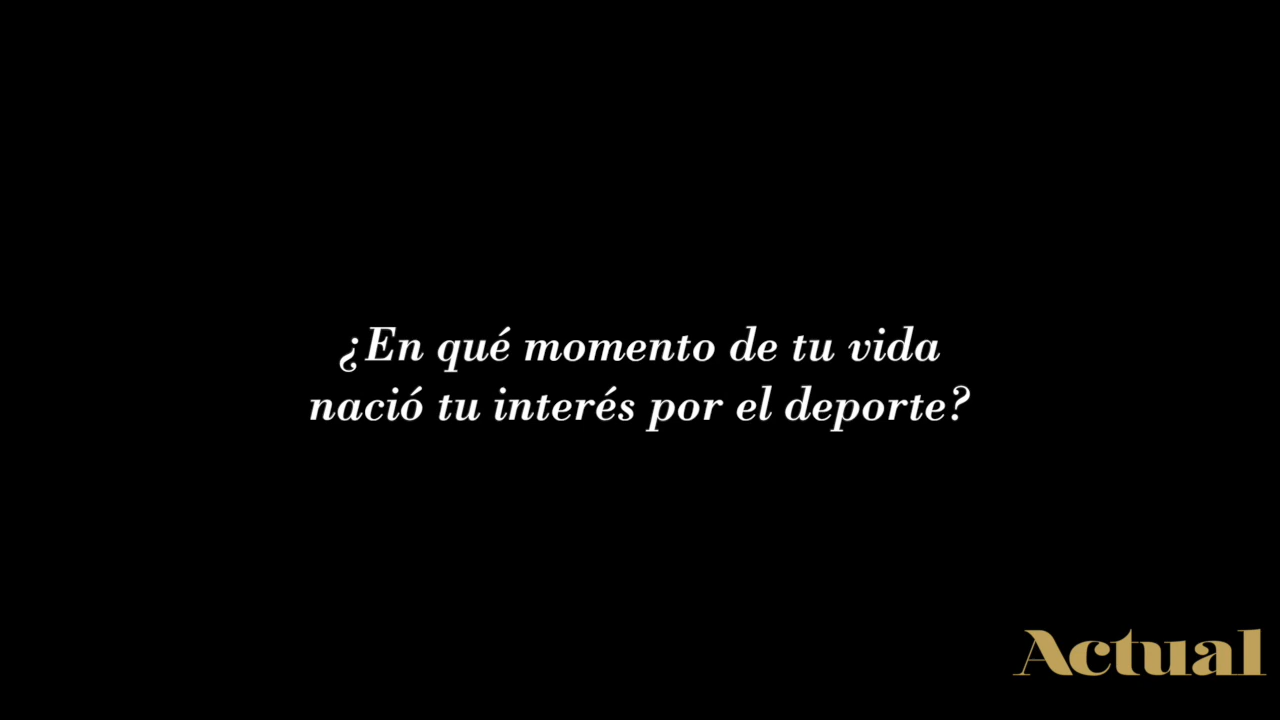 ¿En qué momento de tu vida
nació tu interés por el deporte?
Actual